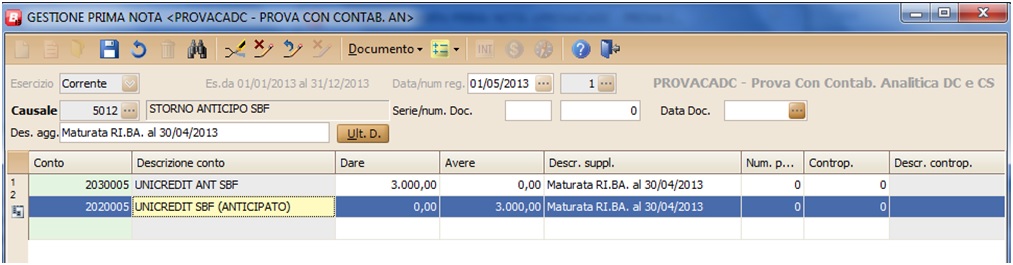 GESTIONE PRIMA NOTA <PROVACADC - PROVA CON CONTAB. AN>
Documento
Esercizio Corrente Es.da 01/01/2013 al 31/12/2013 Data/num reg. 01/05/2013 ... 1 ... PROVACADC - Prova Con Contab. Analitica DC e CS
Causale 5012 ... STORNO ANTICIPO SBF Serie/num. Doc. 0 Data Doc. ...
Des. agg. Maturata RI.BA. al 30/04/2013 Ult. D.
Conto Descrizione conto Dare Avere Descr. suppl. Num. p... Controp. Descr. controp.
1 2030005 UNICREDIT ANT SBF 3.000,00 0,00 Maturata RI.BA. al 30/04/2013 0 0
2 2020005 UNICREDIT SBF (ANTICIPATO) 0,00 3.000,00 Maturata RI.BA. al 30/04/2013 0 0